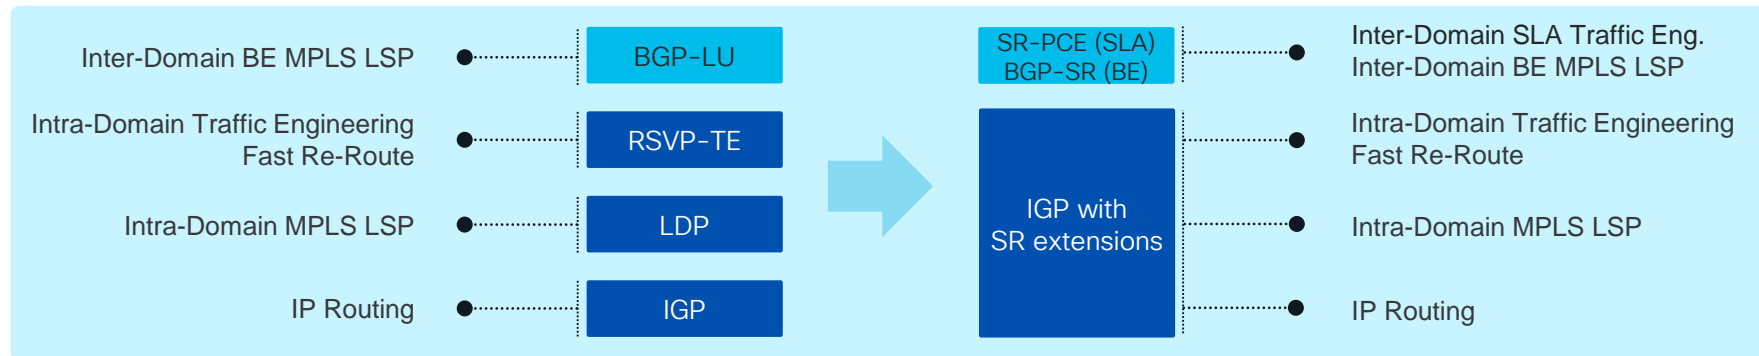 Inter-Domain BE MPLS LSP
BGP-LU
Intra-Domain Traffic Engineering
Fast Re-Route
RSVP-TE
Intra-Domain MPLS LSP
LDP
IP Routing
IGP
SR-PCE (SLA)
BGP-SR (BE)
Inter-Domain SLA Traffic Eng.
Inter-Domain BE MPLS LSP
IGP with
SR extensions
Intra-Domain Traffic Engineering
Fast Re-Route
Intra-Domain MPLS LSP
IP Routing